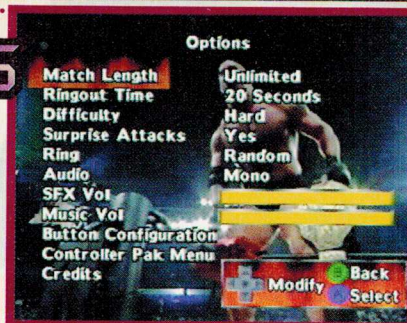 Options
Match Length Unlimited
Ringout Time 20 Seconds
Difficulty Hard
Surprise Attacks Yes
Ring Random
Audio Mono
SFX Vol
Music Vol
Button Configuration
Controller Pak Menu
Credits
Modify
B Back
A Select